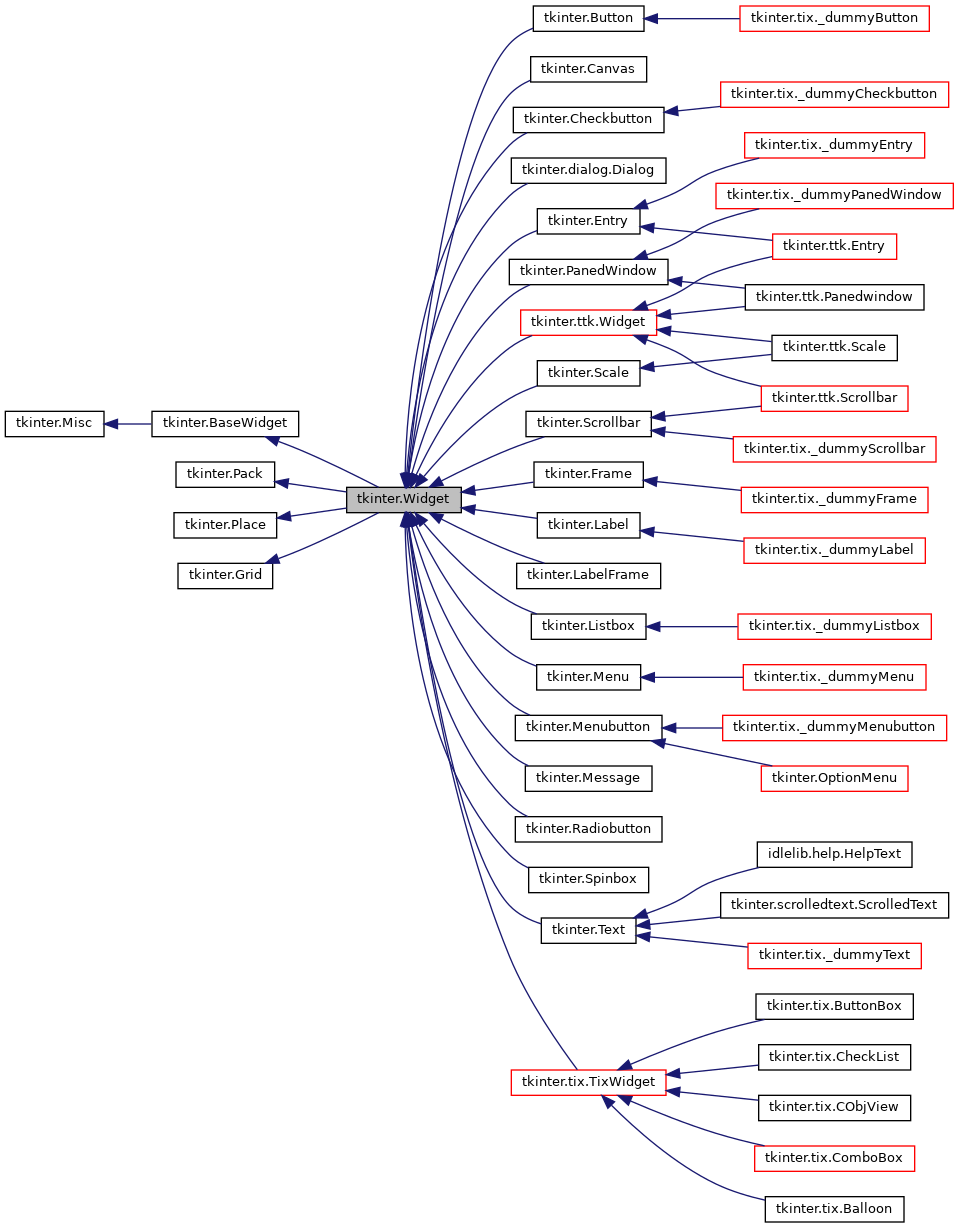 tkinter.Button
tkinter.tix._dummyButton
tkinter.Canvas
tkinter.tix._dummyCheckbutton
tkinter.Checkbutton
tkinter.tix._dummyEntry
tkinter.dialog.Dialog
tkinter.tix._dummyPanedWindow
tkinter.Entry
tkinter.ttk.Entry
tkinter.PanedWindow
tkinter.ttk.Panedwindow
tkinter.ttk.Widget
tkinter.ttk.Scale
tkinter.Scale
tkinter.ttk.Scrollbar
tkinter.Misc
tkinter.BaseWidget
tkinter.Scrollbar
tkinter.tix._dummyScrollbar
tkinter.Pack
tkinter.Frame
tkinter.Widget
tkinter.tix._dummyFrame
tkinter.Place
tkinter.Label
tkinter.tix._dummyLabel
tkinter.Grid
tkinter.LabelFrame
tkinter.Listbox
tkinter.tix._dummyListbox
tkinter.Menu
tkinter.tix._dummyMenu
tkinter.Menubutton
tkinter.tix._dummyMenubutton
tkinter.Message
tkinter.OptionMenu
tkinter.Radiobutton
idlelib.help.HelpText
tkinter.Spinbox
tkinter.scrolledtext.ScrolledText
tkinter.Text
tkinter.tix._dummyText
tkinter.tix.ButtonBox
tkinter.tix.CheckList
tkinter.tix.TixWidget
tkinter.tix.CObjView
tkinter.tix.ComboBox
tkinter.tix.Balloon